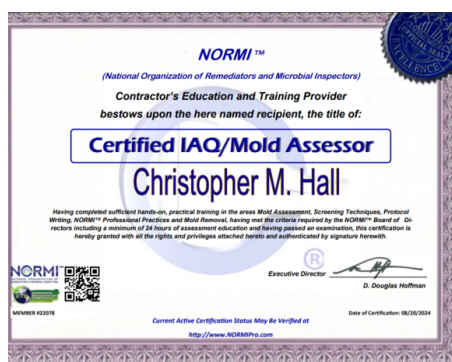 NORMI ™
(National Organization of Remediators and Microbial Inspectors)
Contractor's Education and Training Provider
bestows upon the here named recipient, the title of:
Certified IAQ/Mold Assessor
Christopher M. Hall
Having completed sufficient hands-on, practical training in the areas Mold Assessment, Screening Techniques, Protocol
Writing, NORMI™ Professional Practices and Mold Removal, having met the criteria required by the NORMI™ Board of Di-
rectors including a minimum of 24 hours of assessment education and having passed an examination, this certification is
hereby granted with all the rights and privileges attached hereto and authenticated by signature herewith.
®
NORMI™
Executive Director
D. Douglas Hoffman
MEMBER #22078
Date of Certification: 08/20/2024
Current Active Certification Status May Be Verified at
http://www.NORMIPro.com